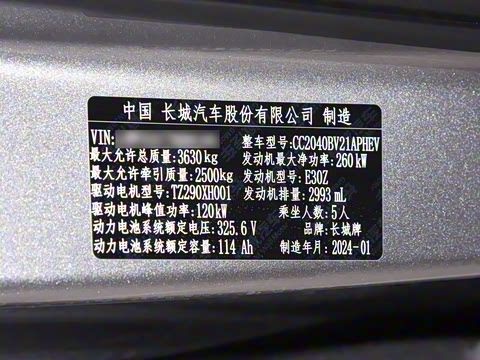 中国 长城汽车股份有限公司 制造
VIN: 整车型号:CC2040BV21APHEV
最大允许总质量:3630kg 发动机最大净功率:260kW
最大允许牵引质量:2500kg 发动机型号:E30Z
驱动电机型号:TZ290XH001 发动机排量:2993 mL
驱动电机峰值功率:120kW 乘坐人数:5人
动力电池系统额定电压:325.6 V 品牌:长城牌
动力电池系统额定容量:114 Ah 制造年月:2024-01